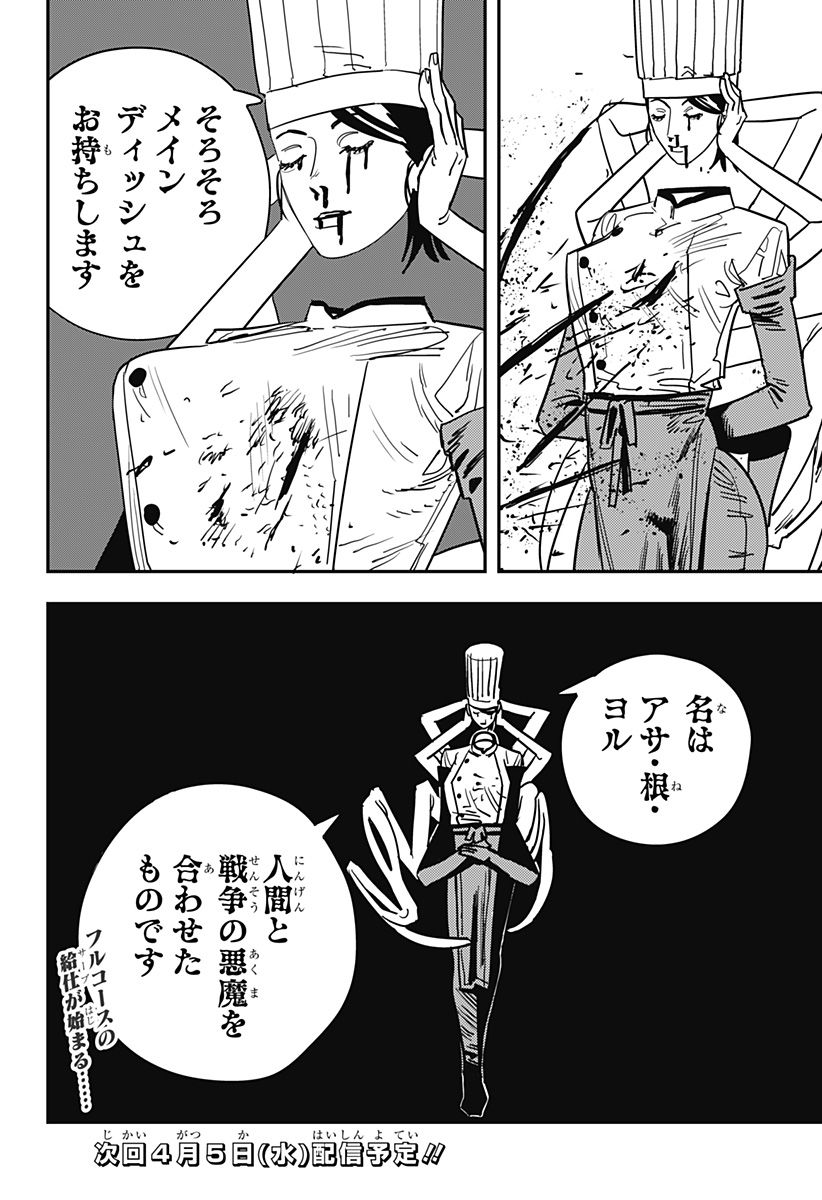 そろそろ
メイン
ディッシュを
お持ちします
名は
アサ・根・
ヨル
人間と
戦争の悪魔を
合わせた
ものです
フルコースの
給仕が始まる……
次回4月5日(水)配信予定!!